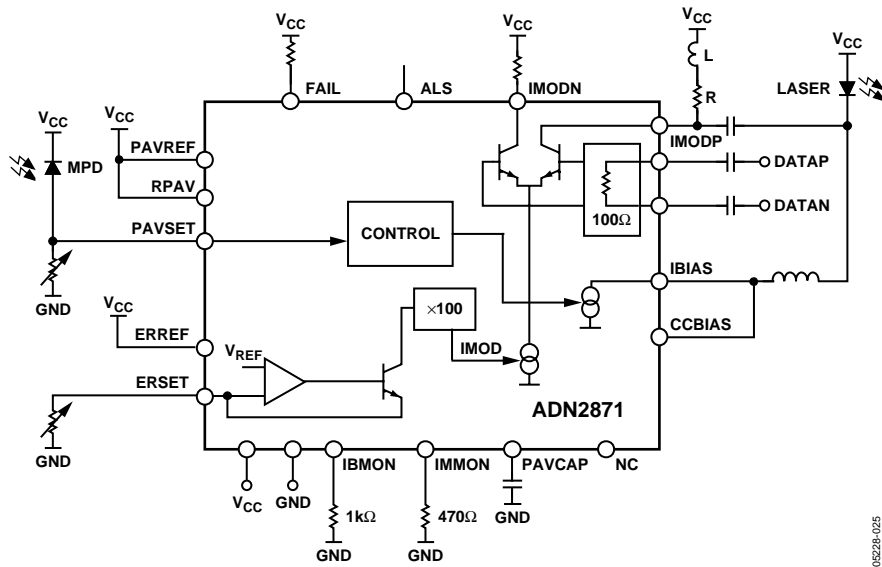 VCC
VCC
VCC
VCC
L
LASER
R
FAIL
ALS
IMODN
IMODP
VCC
VCC
MPD
PAVREF
RPAV
PAVSET
GND
DATAP
100Ω
DATAN
CONTROL
IBIAS
CCBIAS
VCC
ERREF
×100
IMOD
VREF
ERSET
GND
ADN2871
IBMON
IMMON
PAVCAP
NC
VCC
GND
1kΩ
GND
470Ω
GND
GND
05228-025